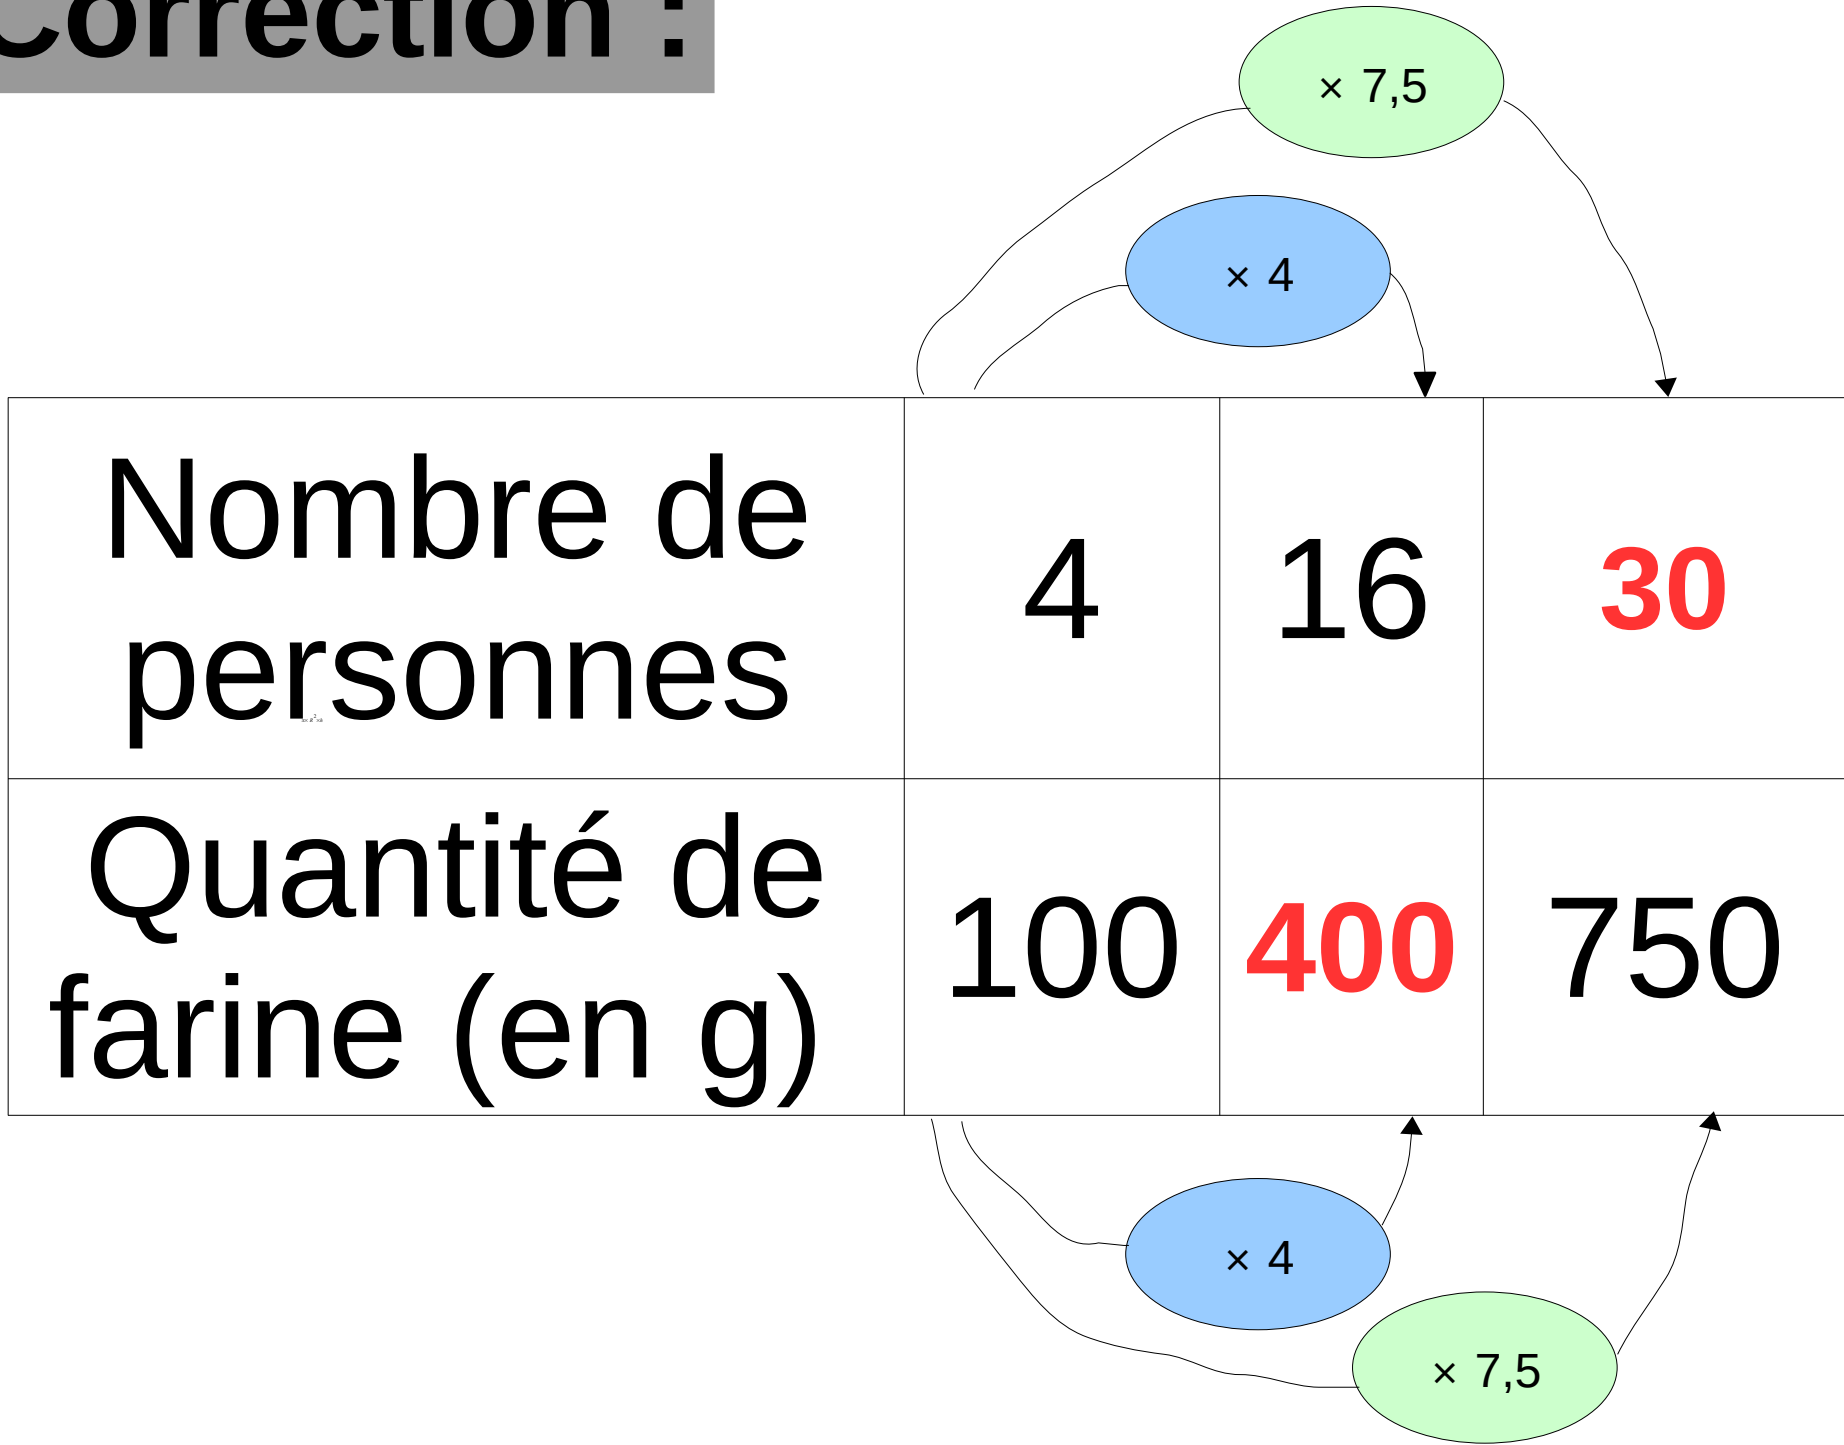 Correction :
× 7,5
× 4
Nombre de
personnes
4
16
30
Quantité de
farine (en g)
100
400
750
× 4
× 7,5